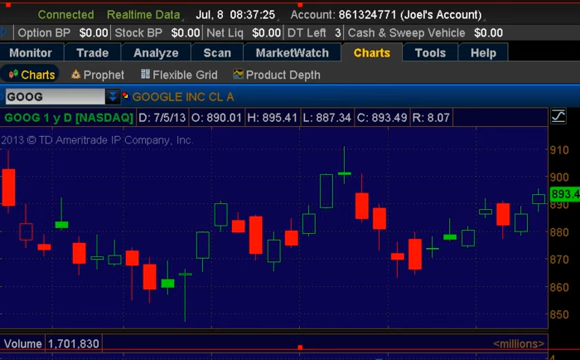 Connected Realtime Data Jul, 8 08:37:25 Account: 861324771 (Joel's Account)
Option BP $0.00 Stock BP $0.00 Net Liq $0.00 DT Left 3 Cash & Sweep Vehicle $0.00
Monitor Trade Analyze Scan MarketWatch Charts Tools Help
Charts Prophet Flexible Grid Product Depth
GOOG GOOGLE INC CL A
GOOG 1 y D [NASDAQ] D: 7/5/13 O: 890.01 H: 895.41 L: 887.34 C: 893.49 R: 8.07
2013 © TD Ameritrade IP Company, Inc.
910
893.4
890
880
870
860
850
Volume 1,701,830 <millions>
4